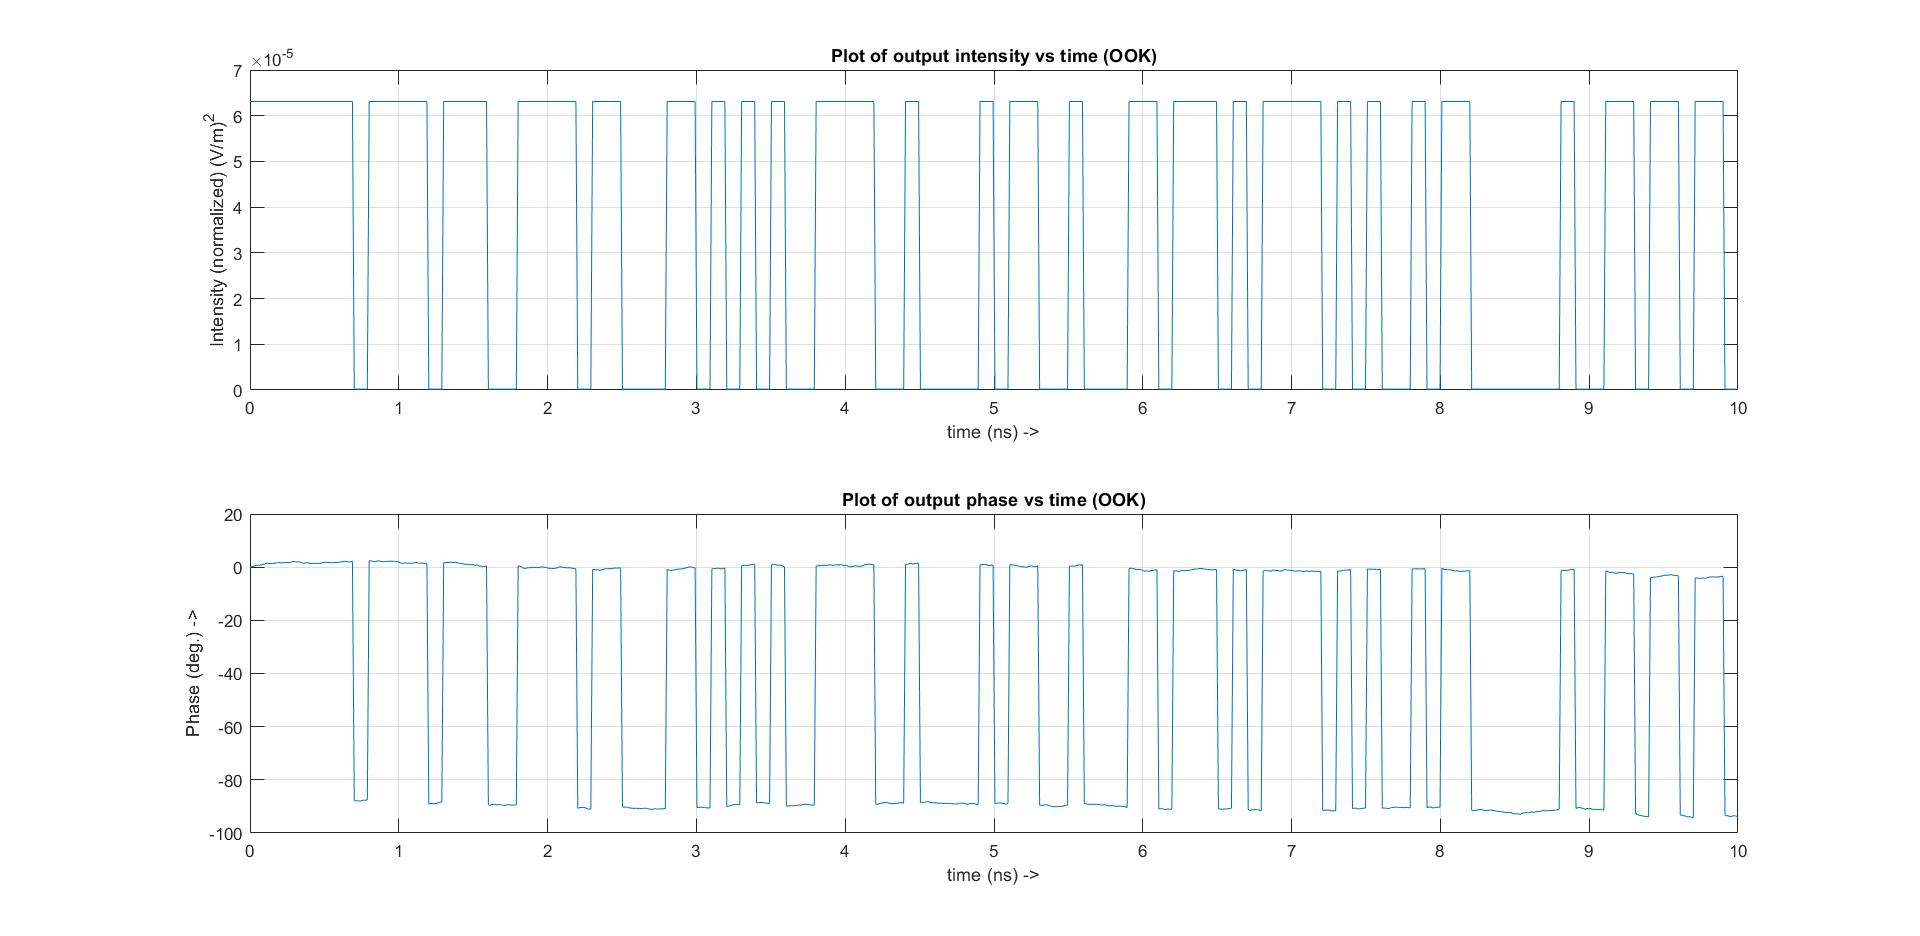 Plot of output intensity vs time (OOK)
×10-5
Intensity (normalized) (V/m)2
7
6
5
4
3
2
1
0
0 1 2 3 4 5 6 7 8 9 10
time (ns) ->
Plot of output phase vs time (OOK)
Phase (deg.) ->
20
0
-20
-40
-60
-80
-100
0 1 2 3 4 5 6 7 8 9 10
time (ns) ->